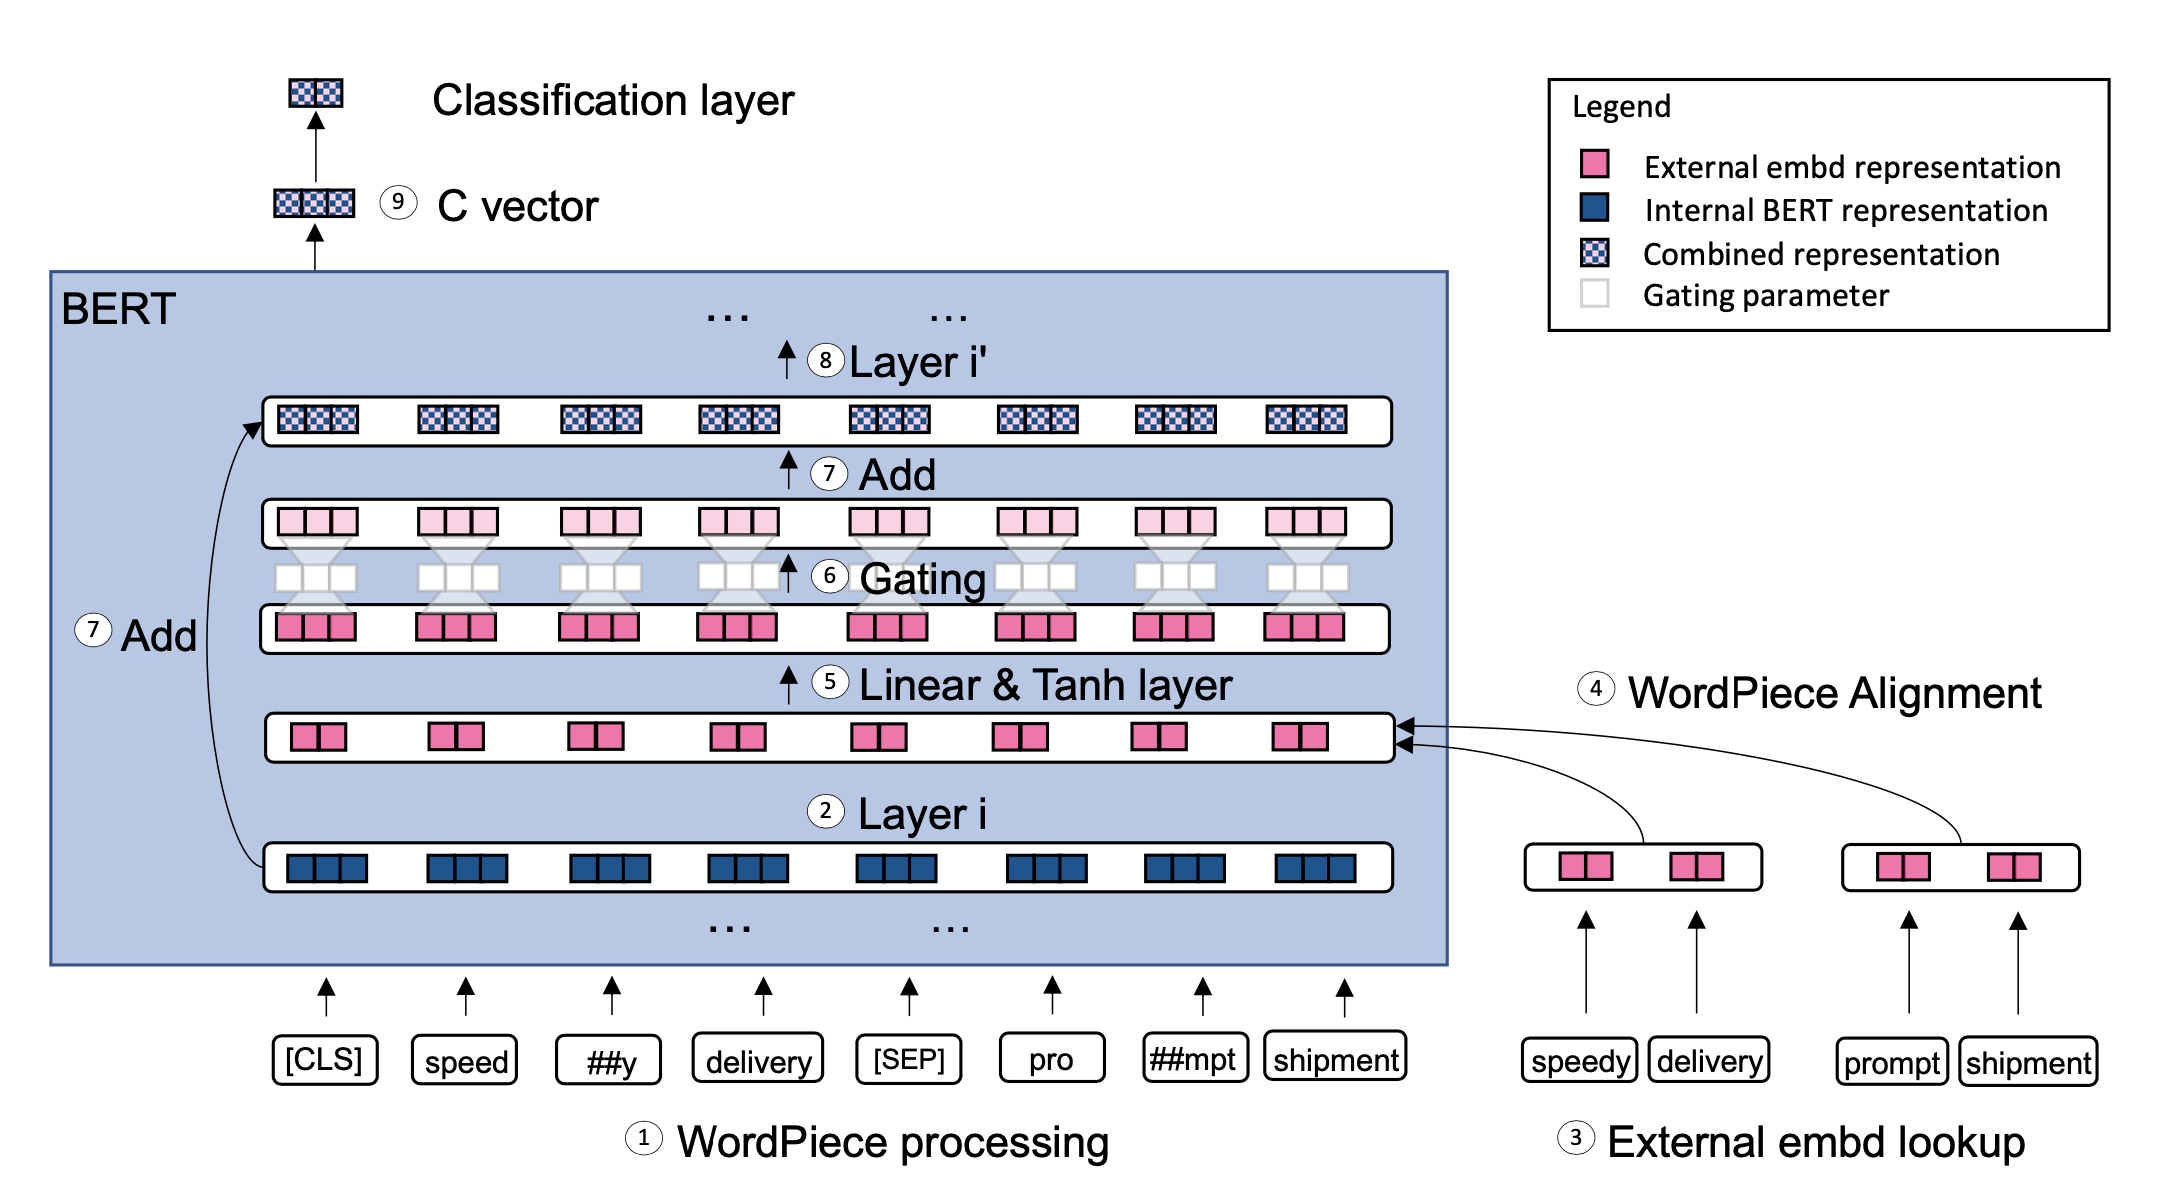 Classification layer
9 C vector
Legend
External embd representation
Internal BERT representation
Combined representation
Gating parameter
BERT
... ...
8 Layer i'
7 Add
6 Gating
7 Add
5 Linear & Tanh layer
4 WordPiece Alignment
2 Layer i
... ...
[CLS] speed ##y delivery [SEP] pro ##mpt shipment
speedy delivery prompt shipment
1 WordPiece processing
3 External embd lookup